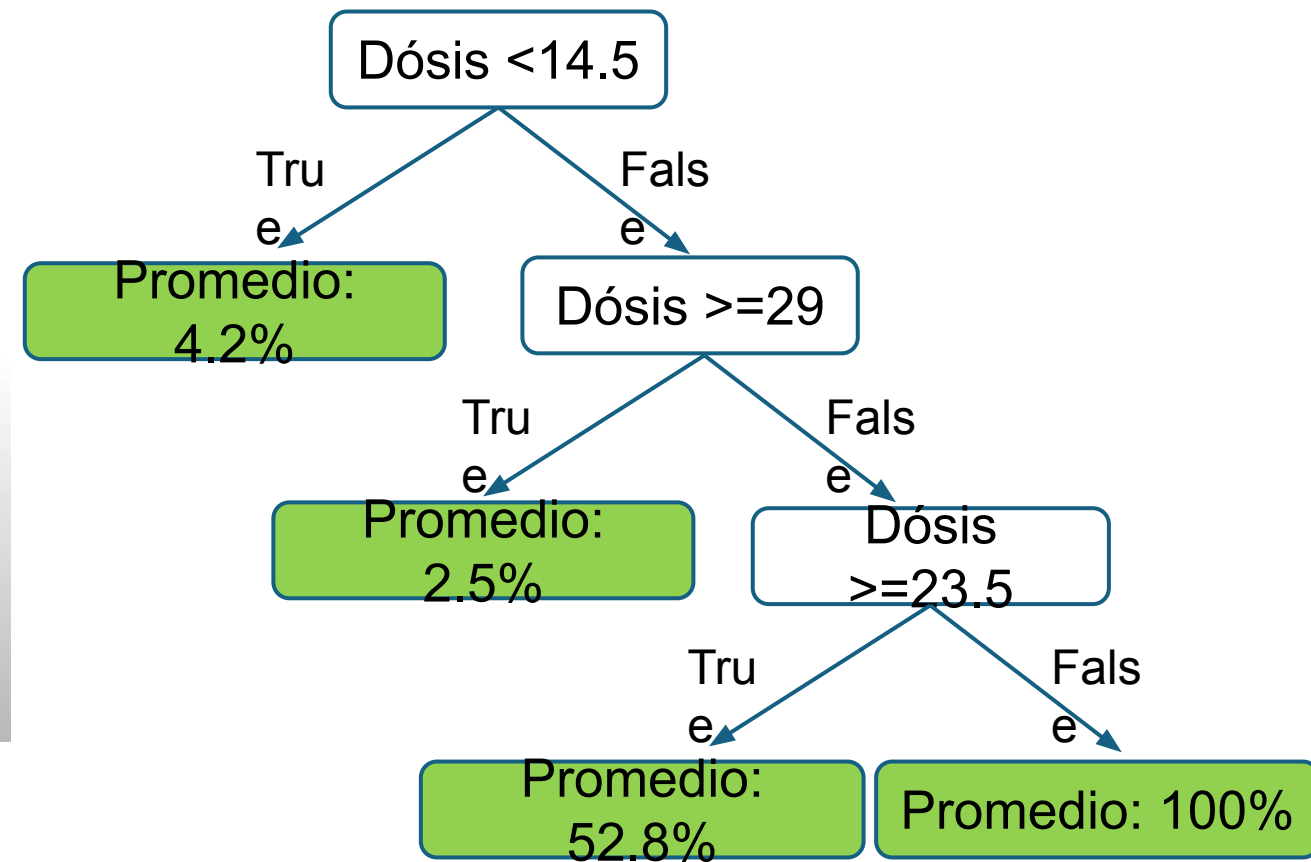 Dósis <14.5
Tru
e
Fals
e
Promedio:
4.2%
Dósis >=29
Tru
e
Fals
e
Promedio:
2.5%
Dósis
>=23.5
Tru
e
Fals
e
Promedio:
52.8%
Promedio: 100%